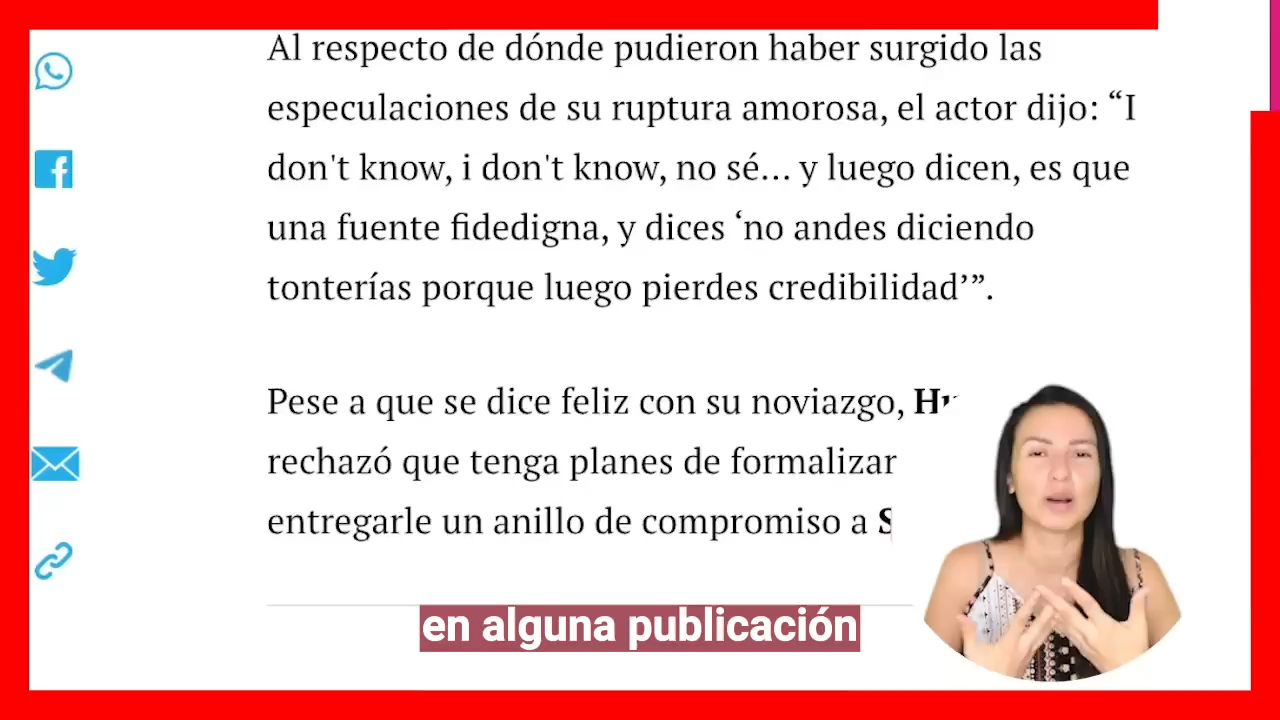 Al respecto de dónde pudieron haber surgido las
especulaciones de su ruptura amorosa, el actor dijo: “I
don't know, i don't know, no sé... y luego dicen, es que
una fuente fidedigna, y dices ‘no andes diciendo
tonterías porque luego pierdes credibilidad’”.
Pese a que se dice feliz con su noviazgo,
rechazó que tenga planes de formalizar
entregarle un anillo de compromiso a
en alguna publicación